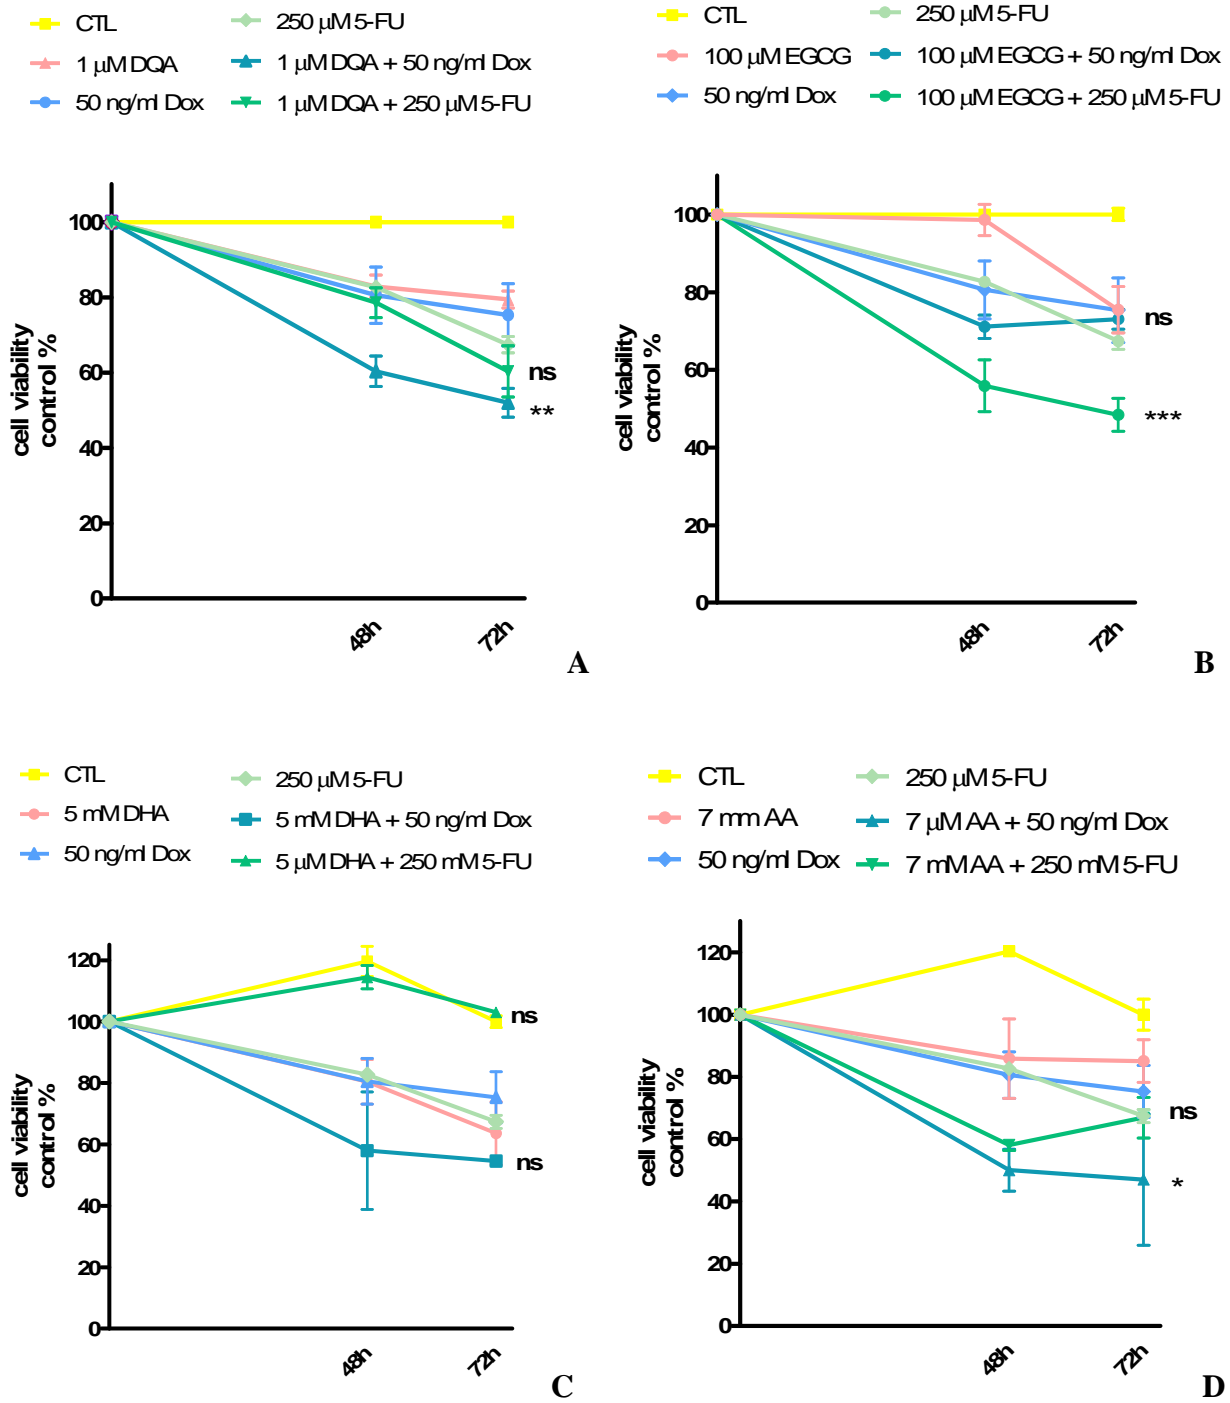 CTL
1 μM DQA
50 ng/ml Dox
250 μM 5-FU
1 μM DQA + 50 ng/ml Dox
1 μM DQA + 250 μM 5-FU
cell viability
control %
100
80
60
40
20
0
48h
72h
ns
**
A
CTL
100 μM EGCG
50 ng/ml Dox
250 μM 5-FU
100 μM EGCG + 50 ng/ml Dox
100 μM EGCG + 250 μM 5-FU
cell viability
control %
100
80
60
40
20
0
48h
72h
ns
***
B
CTL
5 mM DHA
50 ng/ml Dox
250 μM 5-FU
5 mM DHA + 50 ng/ml Dox
5 μM DHA + 250 mM 5-FU
cell viability
control %
120
100
80
60
40
20
0
48h
72h
ns
ns
C
CTL
7 mm AA
50 ng/ml Dox
250 μM 5-FU
7 μM AA + 50 ng/ml Dox
7 mM AA + 250 mM 5-FU
cell viability
control %
120
100
80
60
40
20
0
48h
72h
ns
*
D